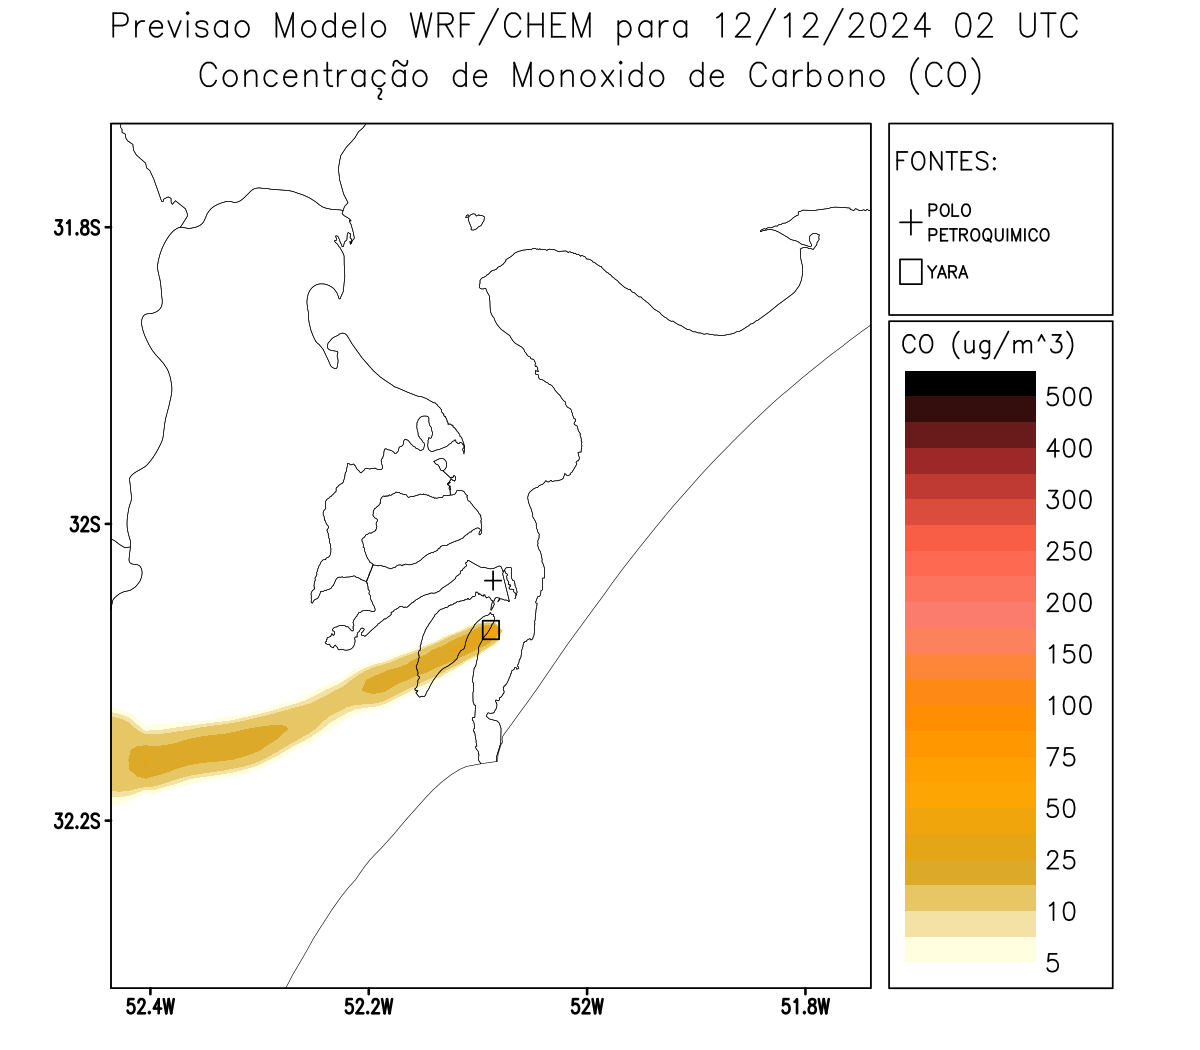 Previsao Modelo WRF/CHEM para 12/12/2024 02 UTC
Concentração de Monoxido de Carbono (CO)
FONTES:
POLO
PETROQUIMICO
YARA
31.8S
32S
32.2S
52.4W
52.2W
52W
51.8W
CO (ug/m^3)
500
400
300
250
200
150
100
75
50
25
10
5